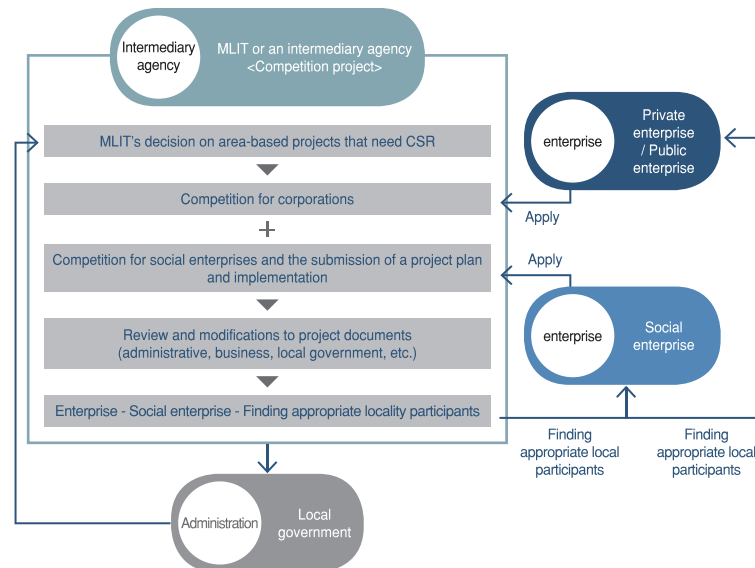 Intermediary
agency
MLIT or an intermediary agency
<Competition project>
MLIT's decision on area-based projects that need CSR
Competition for corporations
+
Competition for social enterprises and the submission of a project plan
and implementation
Review and modifications to project documents
(administrative, business, local government, etc.)
Enterprise - Social enterprise - Finding appropriate locality participants
enterprise
Private
enterprise
/ Public
enterprise
Apply
Apply
enterprise
Social
enterprise
Finding
appropriate local
participants
Finding
appropriate local
participants
Administration
Local
government